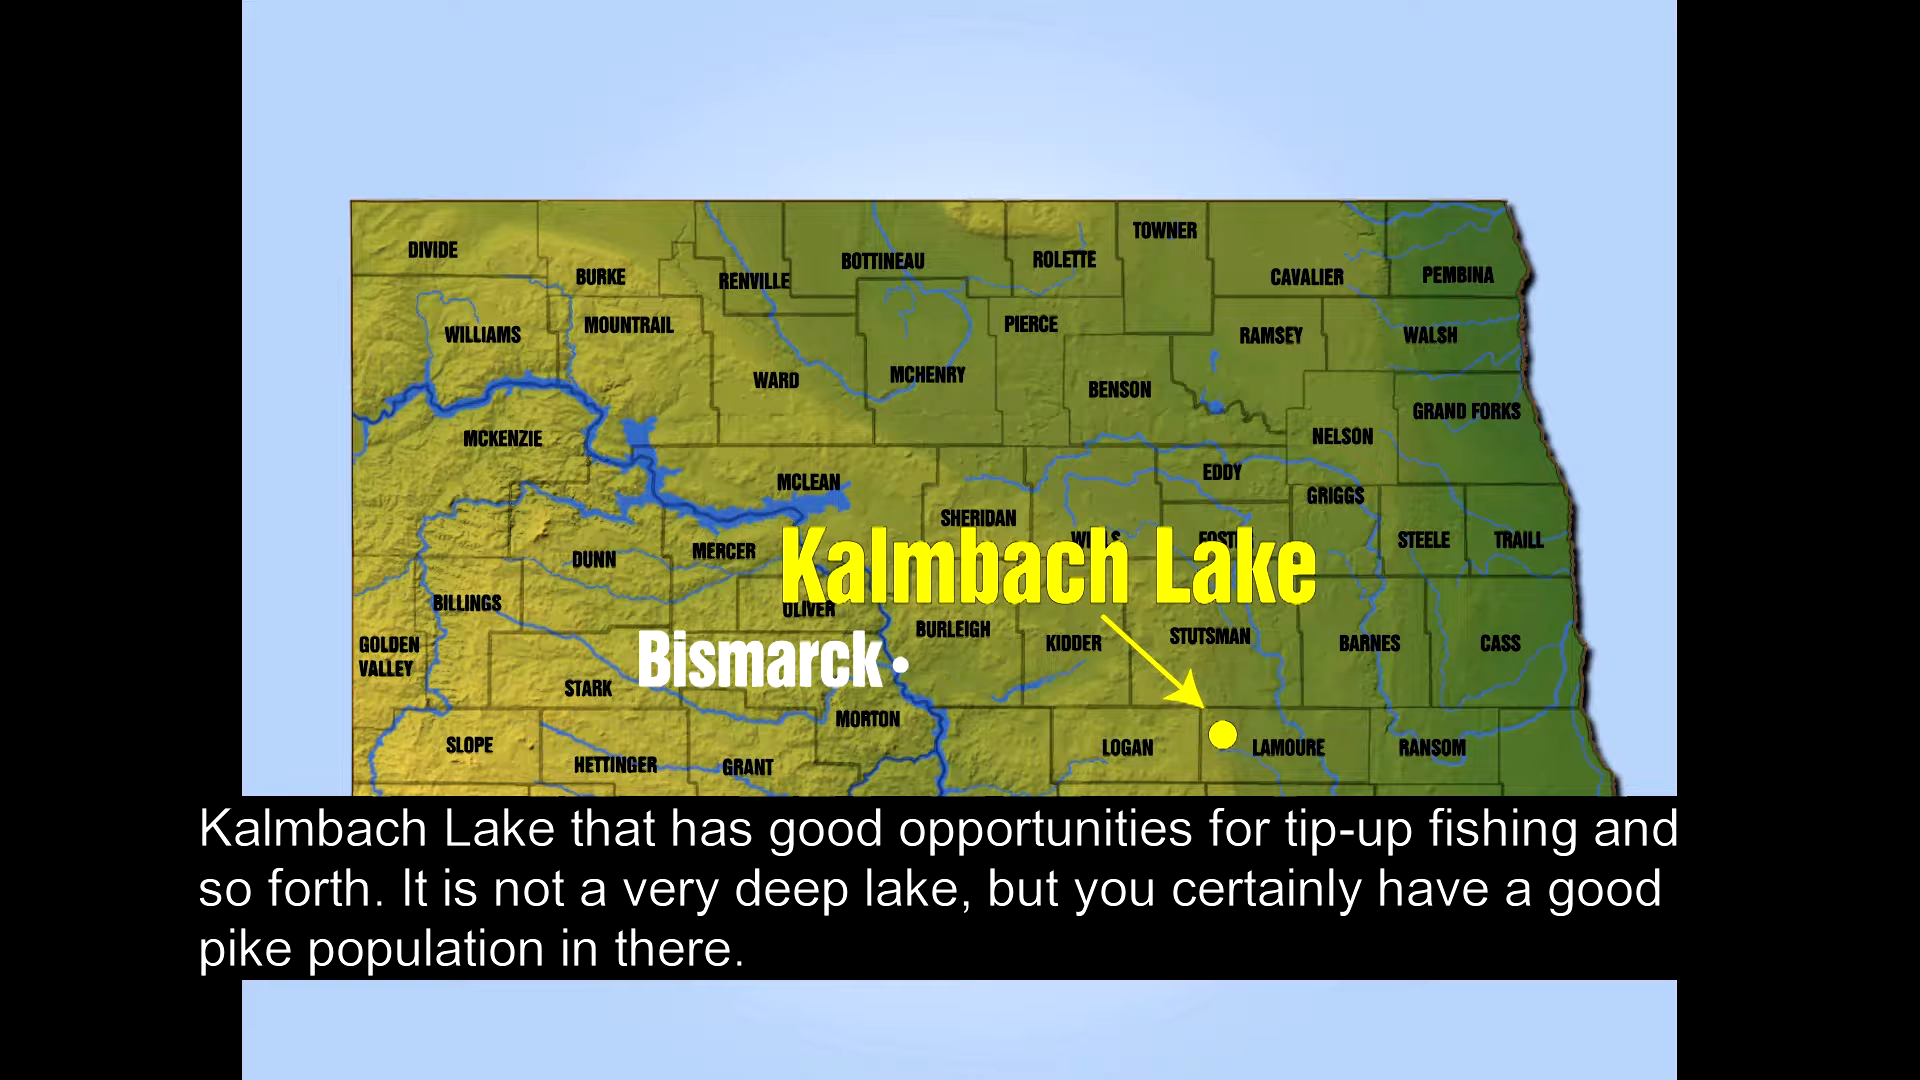 TOWNER
DIVIDE
BOTTINEAU
ROLETTE
BURKE
RENVILLE
CAVALIER
PEMBINA
WILLIAMS
MOUNTRAIL
PIERCE
RAMSEY
WALSH
WARD
MCHENRY
BENSON
GRAND FORKS
MCKENZIE
NELSON
MCLEAN
EDDY
GRIGGS
SHERIDAN
STEELE
TRAILL
MERCER
DUNN
Kalmbach Lake
BILLINGS
OLIVER
BURLEIGH
KIDDER
STUTSMAN
BARNES
CASS
GOLDEN
VALLEY
Bismarck
STARK
MORTON
SLOPE
HETTINGER
GRANT
LOGAN
LAMOURE
RANSOM
Kalmbach Lake that has good opportunities for tip-up fishing and
so forth. It is not a very deep lake, but you certainly have a good
pike population in there.